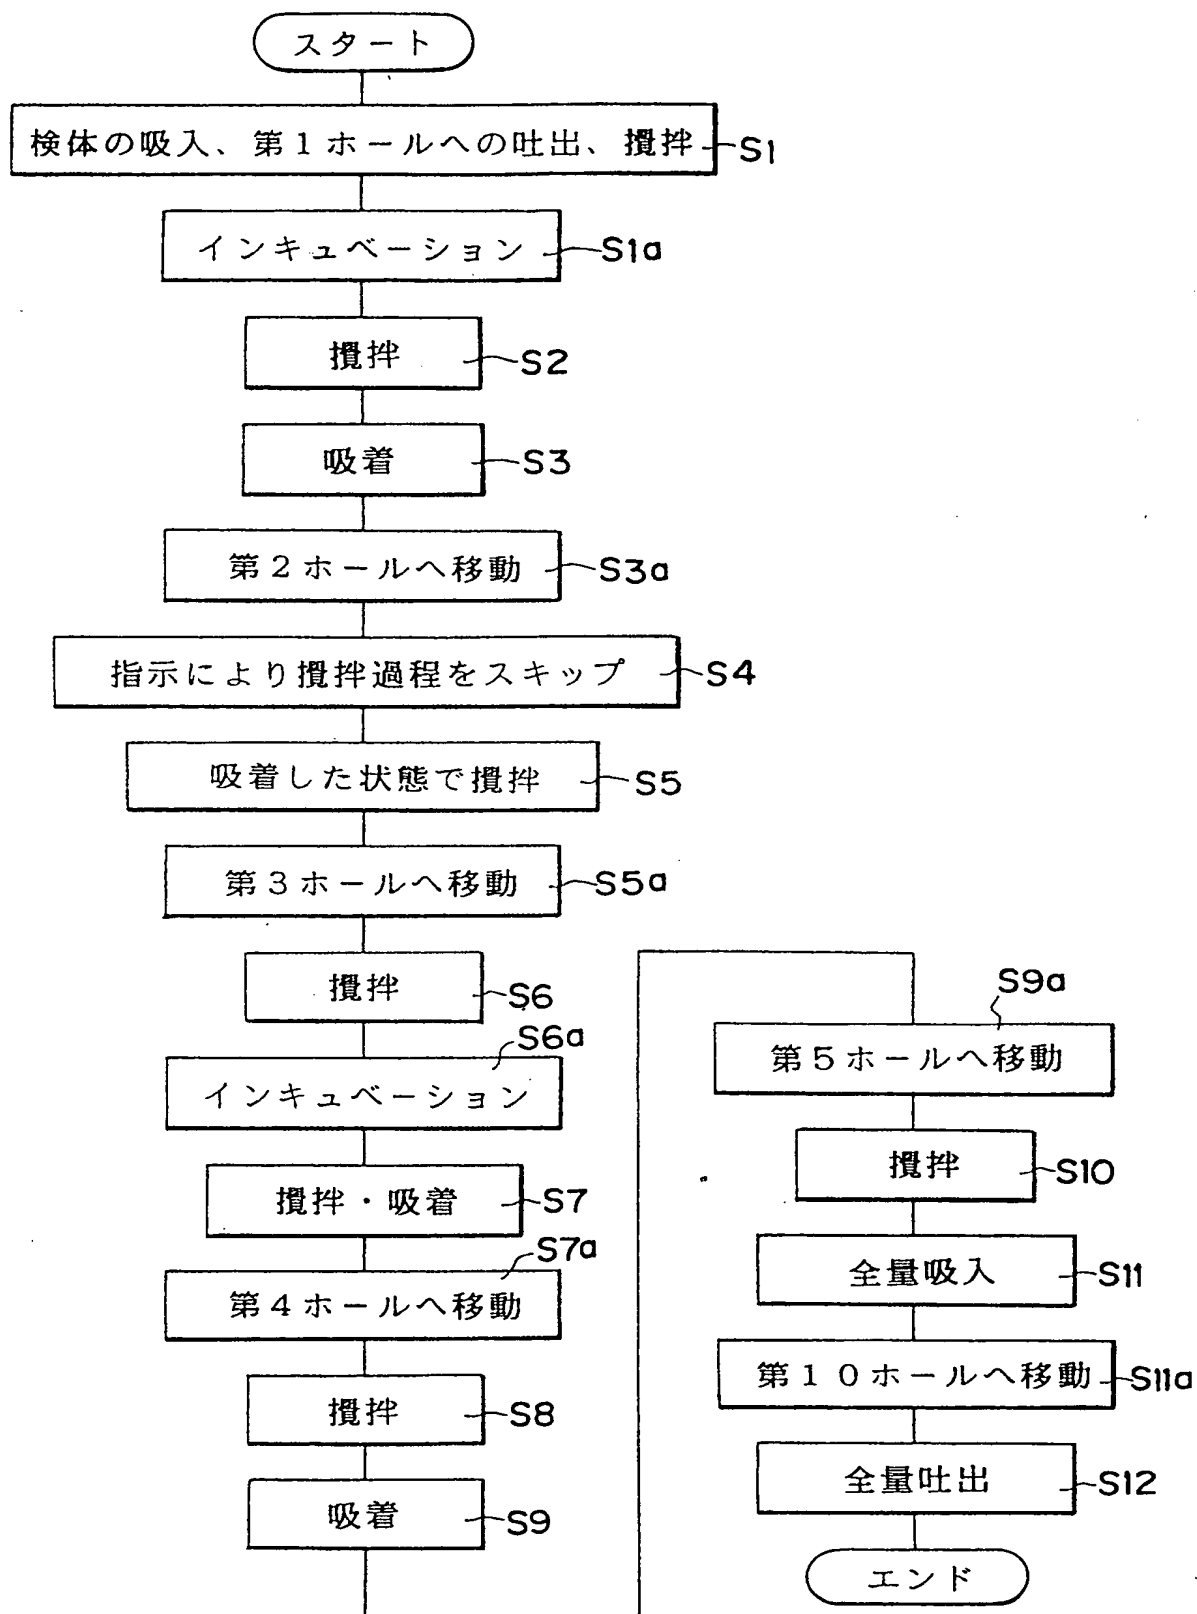 スタート
検体の吸入、第1ホールへの吐出、攪拌 S1
インキュベーション S1a
攪拌 S2
吸着 S3
第2ホールへ移動 S3a
指示により攪拌過程をスキップ S4
吸着した状態で攪拌 S5
第3ホールへ移動 S5a
攪拌 S6
インキュベーション S6a
攪拌・吸着 S7
第4ホールへ移動 S7a
攪拌 S8
吸着 S9
第5ホールへ移動 S9a
攪拌 S10
全量吸入 S11
第10ホールへ移動 S11a
全量吐出 S12
エンド